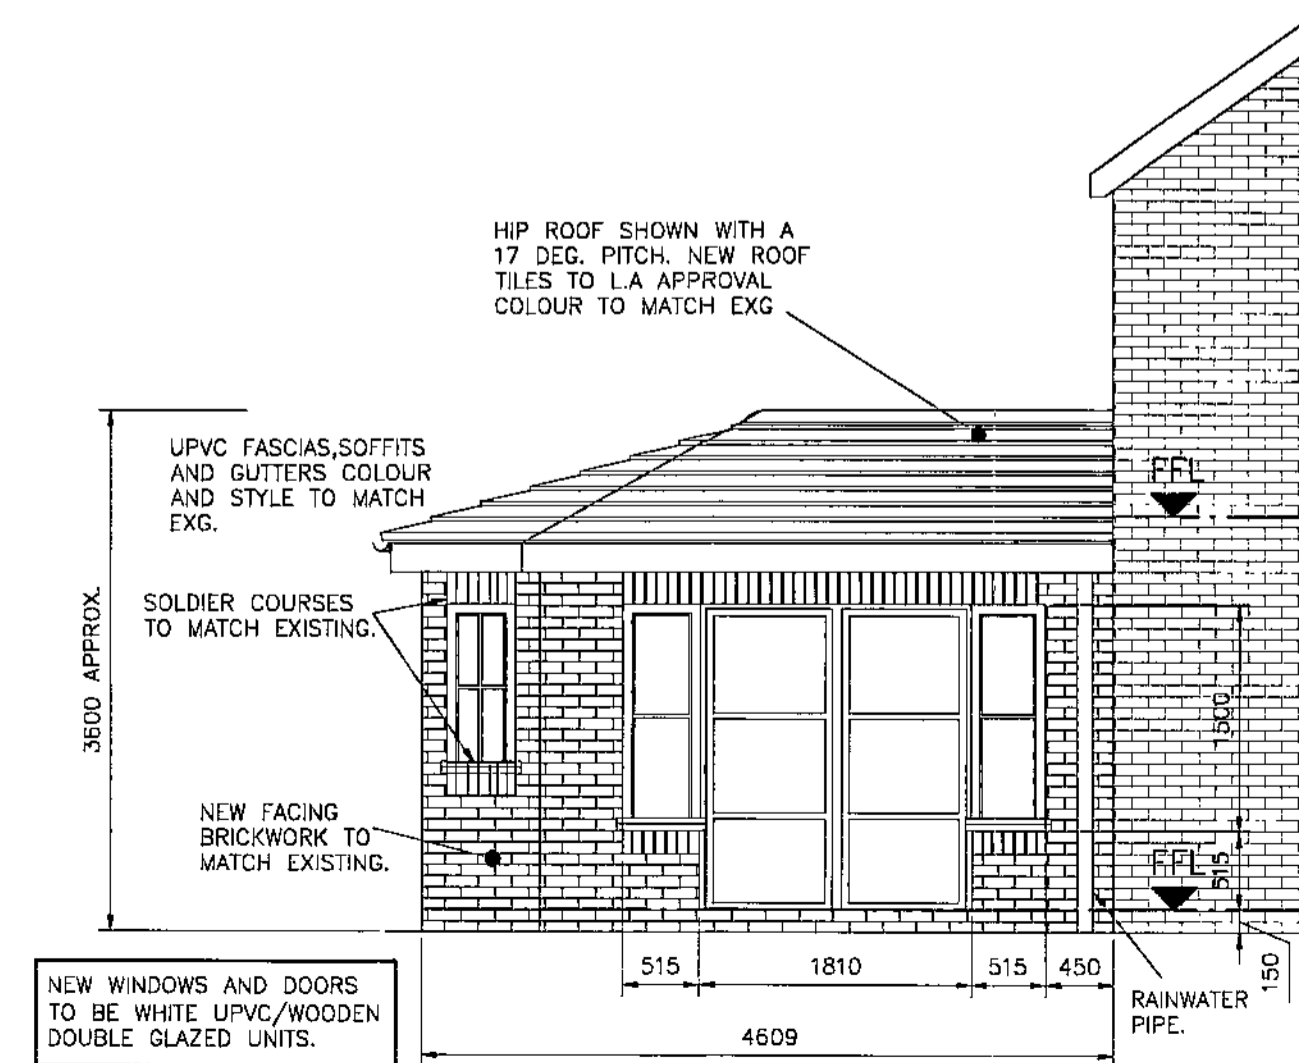 HIP ROOF SHOWN WITH A
17 DEG. PITCH. NEW ROOF
TILES TO L.A APPROVAL
COLOUR TO MATCH EXG
UPVC FASCIAS,SOFFITS
AND GUTTERS COLOUR
AND STYLE TO MATCH
EXG.
FFL
SOLDIER COURSES
TO MATCH EXISTING.
3600 APPROX.
1500
NEW FACING
BRICKWORK TO
MATCH EXISTING.
FFL
515
515
1810
515
450
150
RAINWATER
PIPE.
NEW WINDOWS AND DOORS
TO BE WHITE UPVC/WOODEN
DOUBLE GLAZED UNITS.
4609